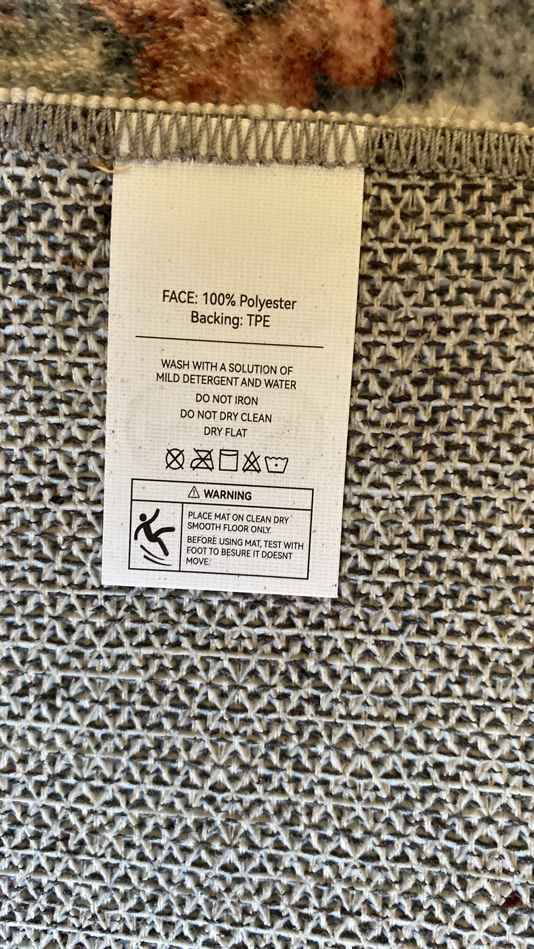 FACE: 100% Polyester
Backing: TPE
WASH WITH A SOLUTION OF
MILD DETERGENT AND WATER
DO NOT IRON
DO NOT DRY CLEAN
DRY FLAT
WARNING
PLACE MAT ON CLEAN DRY
SMOOTH FLOOR ONLY.
BEFORE USING MAT, TEST WITH
FOOT TO BESURE IT DOESNT
MOVE.